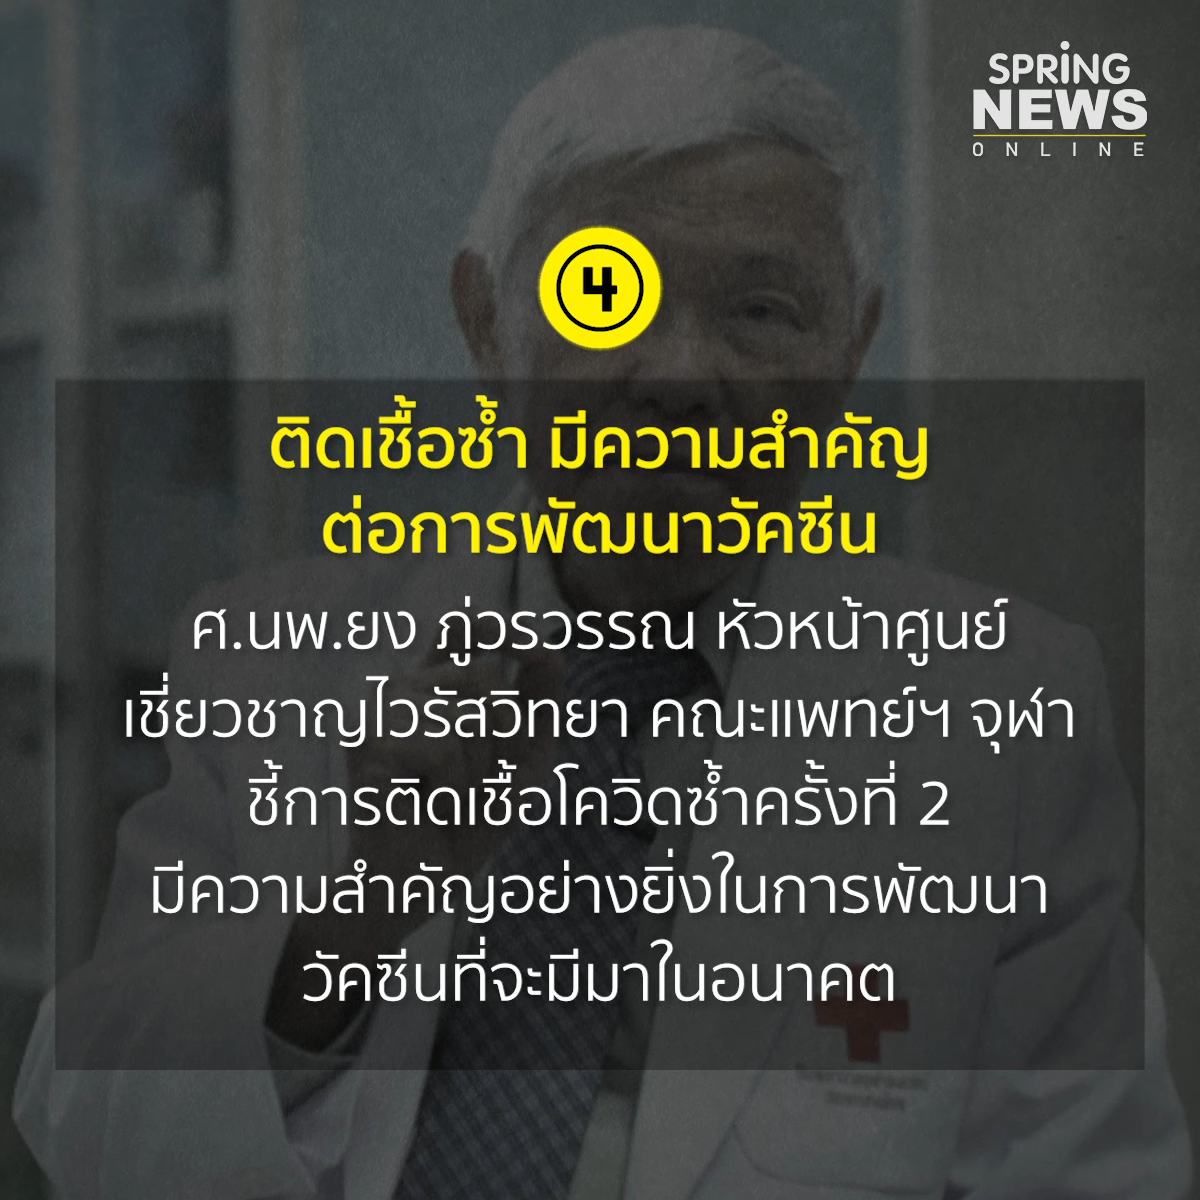 SPRiNG
NEWS
ONLINE
4
ติดเชื้อซ้ำ มีความสำคัญ
ต่อการพัฒนาวัคซีน
ศ.นพ.ยง ภู่วรวรรณ หัวหน้าศูนย์
เชี่ยวชาญไวรัสวิทยา คณะแพทย์ฯ จุฬา
ชี้การติดเชื้อโควิดซ้ำครั้งที่ 2
มีความสำคัญอย่างยิ่งในการพัฒนา
วัคซีนที่จะมีมาในอนาคต